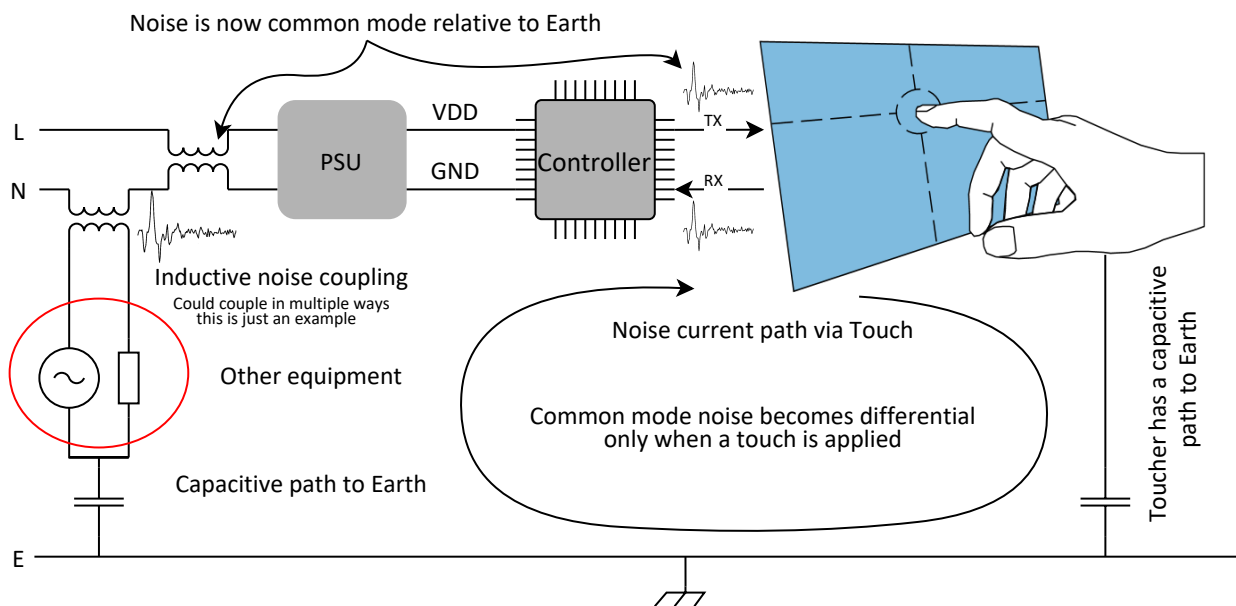 Noise is now common mode relative to Earth
L
VDD
TX
PSU
Controller
N
GND
RX
Inductive noise coupling
Could couple in multiple ways
this is just an example
Noise current path via Touch
Other equipment
Common mode noise becomes differential
only when a touch is applied
Toucher has a capacitive
path to Earth
Capacitive path to Earth
E